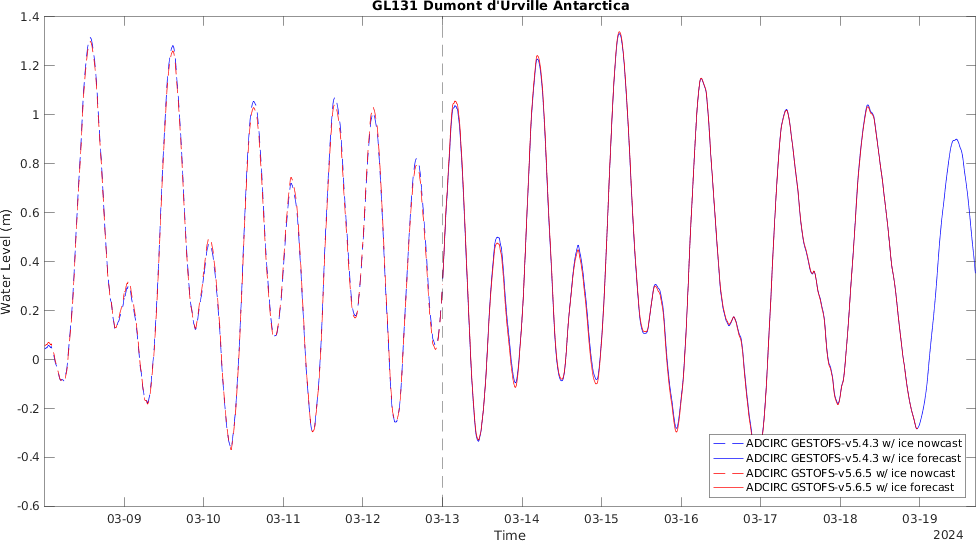 GL131 Dumont d'Urville Antarctica
1.4
1.2
1
0.8
0.6
0.4
0.2
0
-0.2
-0.4
-0.6
Water Level (m)
ADCIRC GESTOFS-v5.4.3 w/ ice nowcast
ADCIRC GESTOFS-v5.4.3 w/ ice forecast
ADCIRC GSTOFS-v5.6.5 w/ ice nowcast
ADCIRC GSTOFS-v5.6.5 w/ ice forecast
03-09 03-10 03-11 03-12 03-13 03-14 03-15 03-16 03-17 03-18 03-19
Time
2024